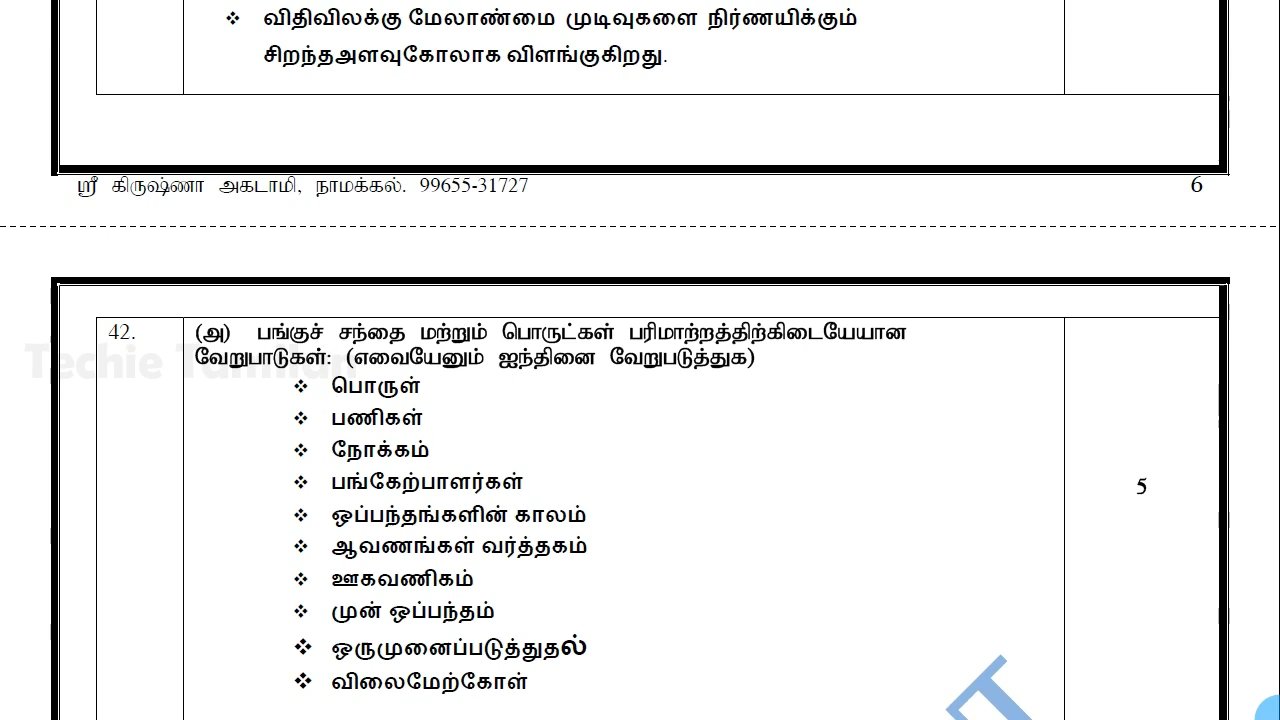 ❖ விதிவிலக்கு மேலாண்மை முடிவுகளை நிர்ணயிக்கும்
சிறந்தஅளவுகோலாக விளங்குகிறது.
ஸ்ரீ கிருஷ்ணா அகடாமி, நாமக்கல். 99655-31727 6
42. (அ) பங்குச் சந்தை மற்றும் பொருட்கள் பரிமாற்றத்திற்கிடையேயான
வேறுபாடுகள்: (எவையேனும் ஐந்தினை வேறுபடுத்துக)
❖ பொருள்
❖ பணிகள்
❖ நோக்கம்
❖ பங்கேற்பாளர்கள்
5
❖ ஒப்பந்தங்களின் காலம்
❖ ஆவணங்கள் வர்த்தகம்
❖ ஊகவணிகம்
❖ முன் ஒப்பந்தம்
❖ ஒருமுனைப்படுத்துதல்
❖ விலைமேற்கோள்